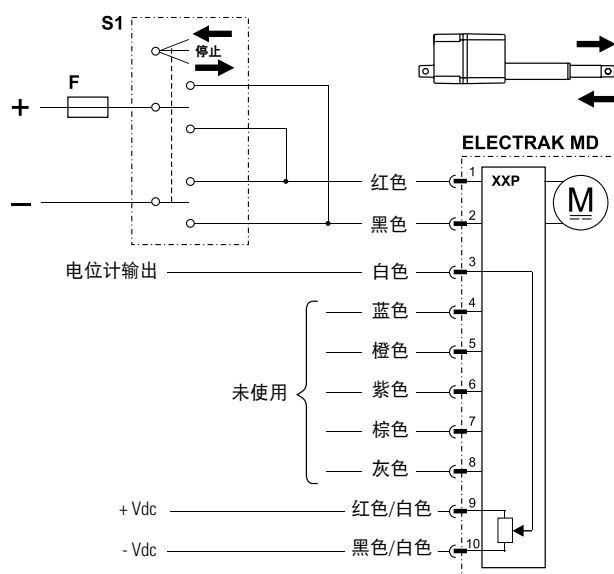 S1
停止
F
+
−
ELECTRAK MD
XXP
M
红色
1
黑色
2
电位计输出
白色
3
蓝色
4
橙色
5
未使用
紫色
6
棕色
7
灰色
8
+ Vdc
红色/白色
9
- Vdc
黑色/白色
10